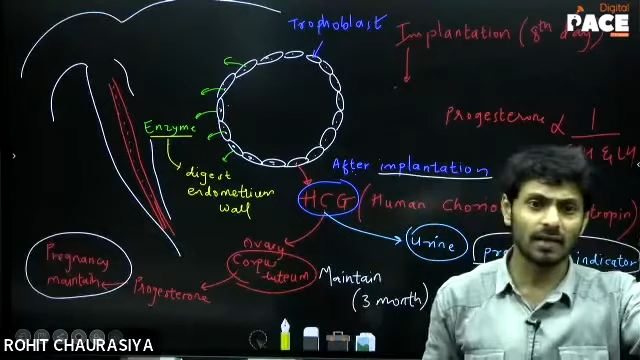 Digital
PACE
Trophoblast
Implantation (8th day)
Progesterone ∝ 1
Enzyme
digest
endometrium
wall
After implantation
HCG (Human Chorio
Urine
indicator
ovary
Corpus
luteum
Maintain
(3 month)
Progesterone
Pregnancy
maintain
ROHIT CHAURASIYA